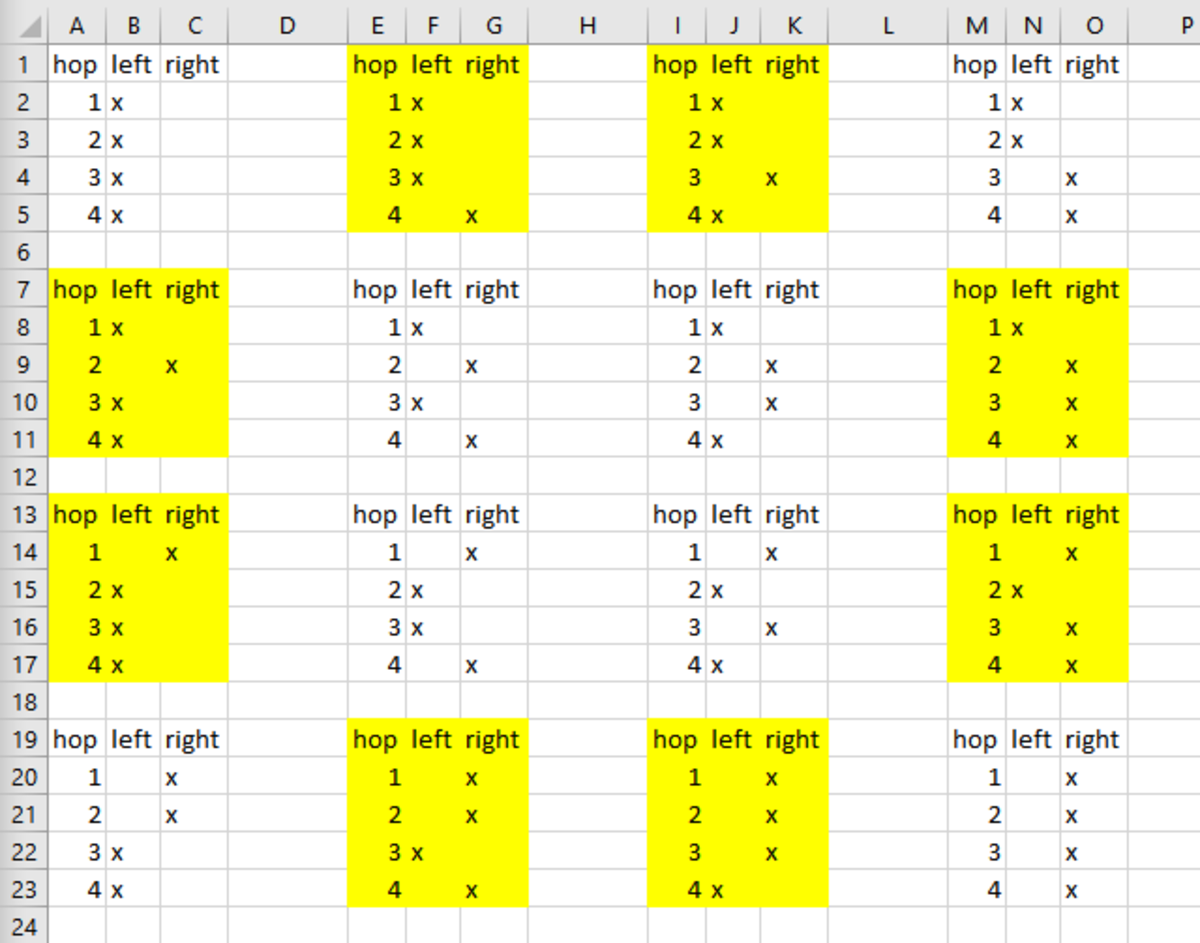 A B C D E F G H I J K L M N O P
1 hop left right hop left right hop left right hop left right
2 1 x 1 x 1 x 1 x
3 2 x 2 x 2 x 2 x
4 3 x 3 x 3 x 3 x
5 4 x 4 x 4 x 4 x
6
7 hop left right hop left right hop left right hop left right
8 1 x 1 x 1 x 1 x
9 2 x 2 x 2 x 2 x
10 3 x 3 x 3 x 3 x
11 4 x 4 x 4 x 4 x
12
13 hop left right hop left right hop left right hop left right
14 1 x 1 x 1 x 1 x
15 2 x 2 x 2 x 2 x
16 3 x 3 x 3 x 3 x
17 4 x 4 x 4 x 4 x
18
19 hop left right hop left right hop left right hop left right
20 1 x 1 x 1 x 1 x
21 2 x 2 x 2 x 2 x
22 3 x 3 x 3 x 3 x
23 4 x 4 x 4 x 4 x
24